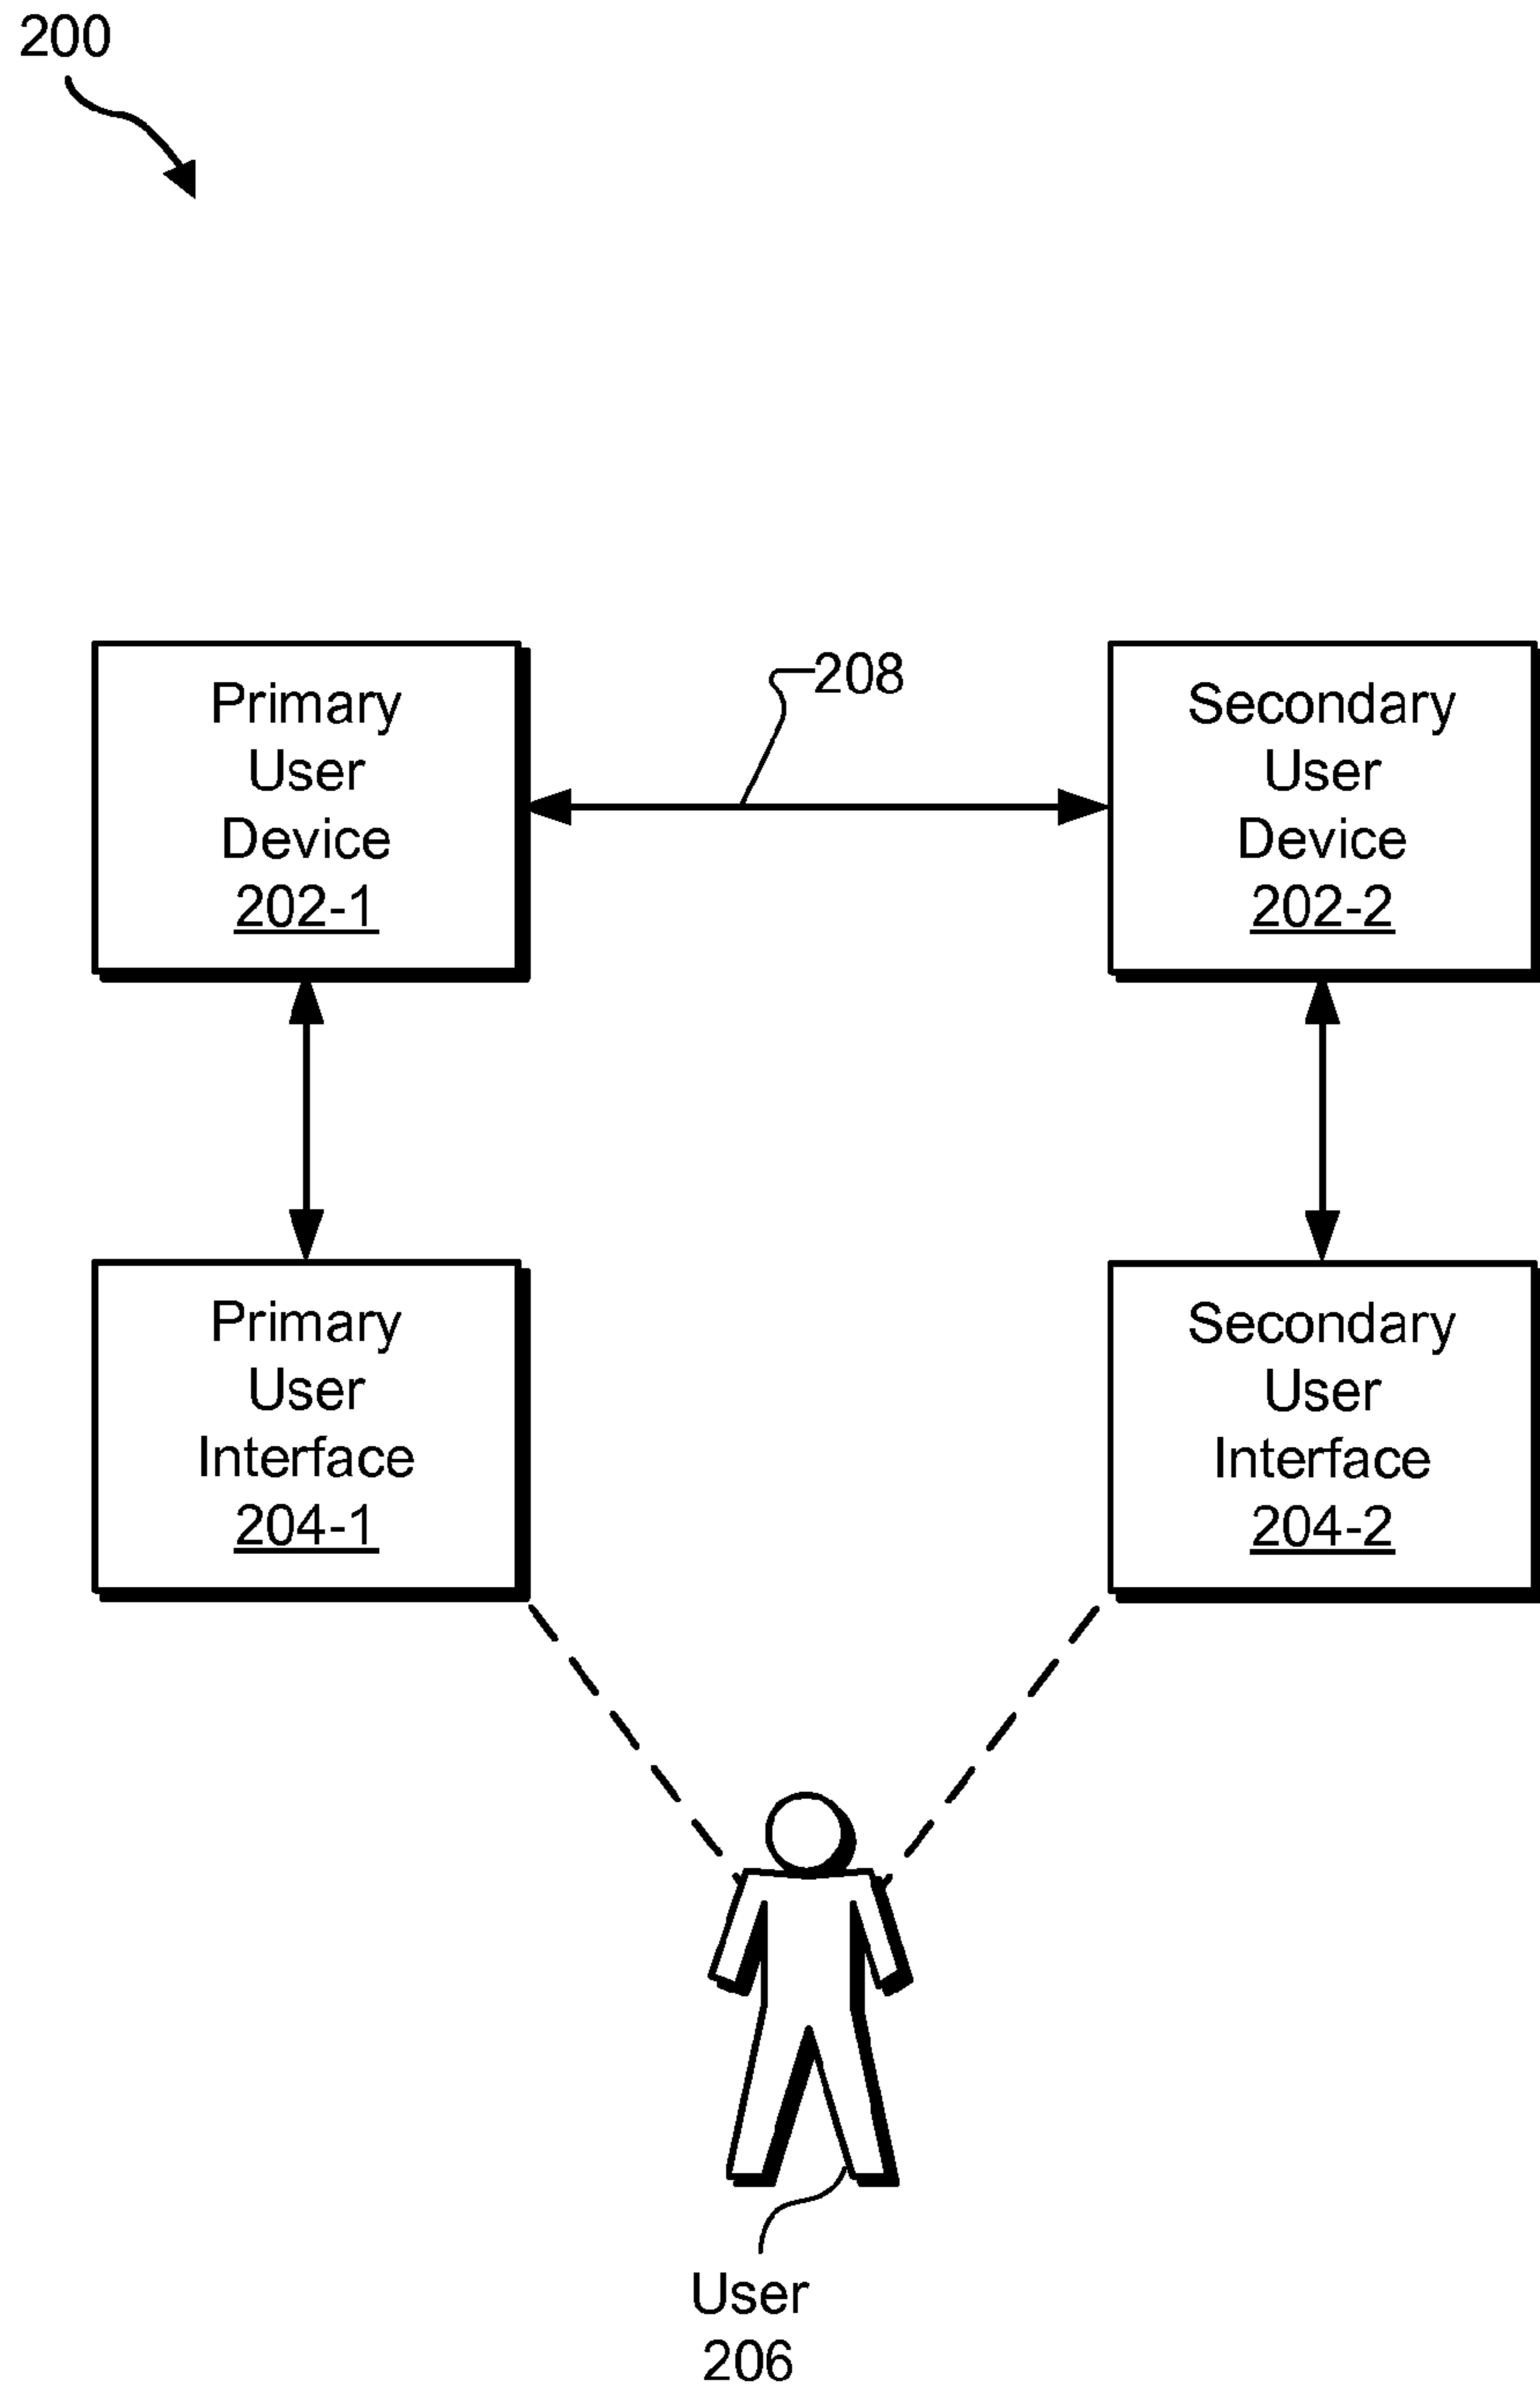 200
208
Primary
User
Device
202-1
Secondary
User
Device
202-2
Primary
User
Interface
204-1
Secondary
User
Interface
204-2
User
206